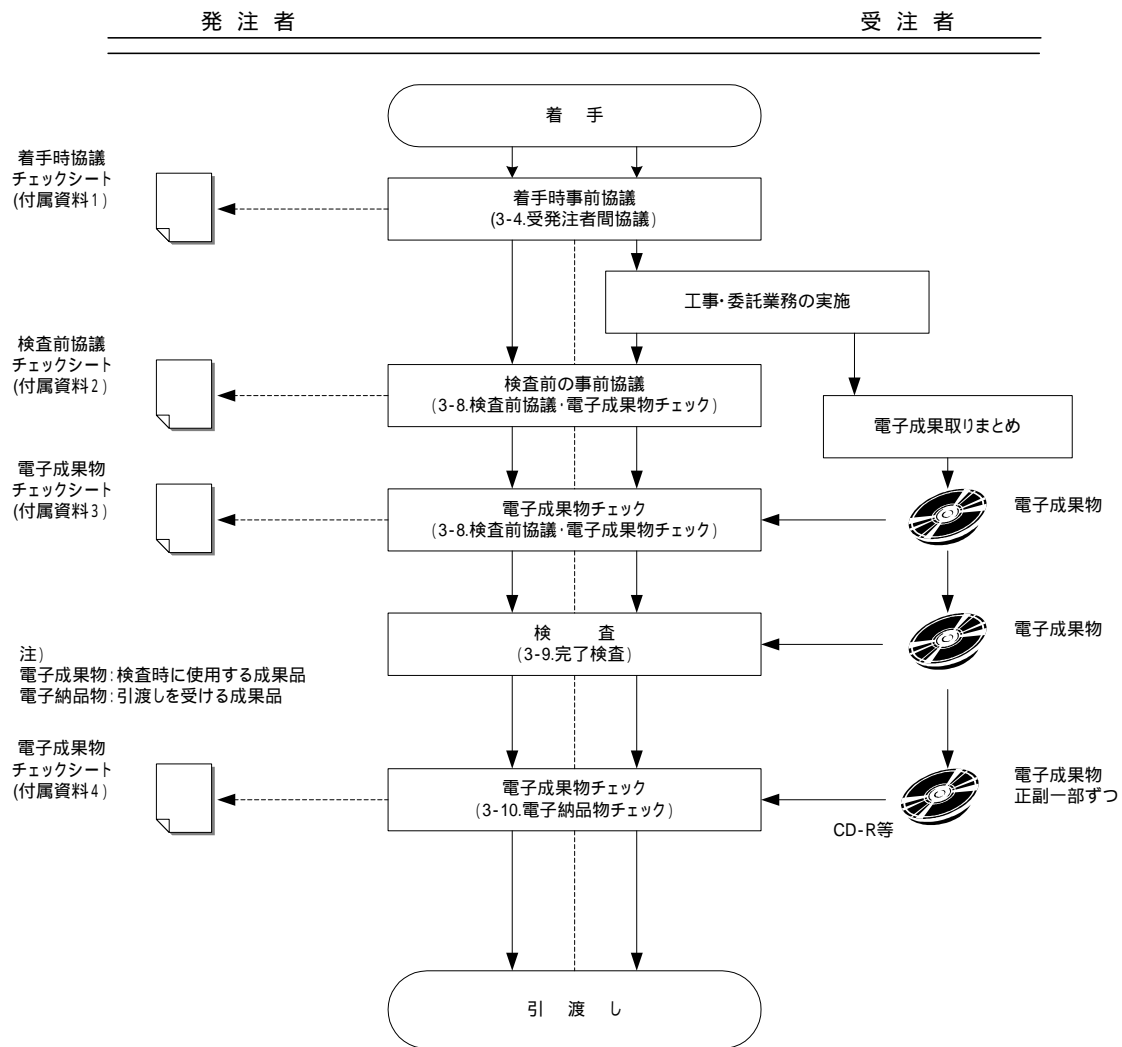 発 注 者
受 注 者
着 手
着手時協議
チェックシート
(付属資料1)
着手時事前協議
(3-4.受発注者間協議)
工事・委託業務の実施
検査前協議
チェックシート
(付属資料2)
検査前の事前協議
(3-8.検査前協議・電子成果物チェック)
電子成果取りまとめ
電子成果物
チェックシート
(付属資料3)
電子成果物チェック
(3-8.検査前協議・電子成果物チェック)
電子成果物
検 査
(3-9.完了検査)
電子成果物
注)
電子成果物:検査時に使用する成果品
電子納品物:引渡しを受ける成果品
電子成果物
チェックシート
(付属資料4)
電子成果物チェック
(3-10.電子納品物チェック)
電子成果物
正副一部ずつ
CD-R等
引 渡 し